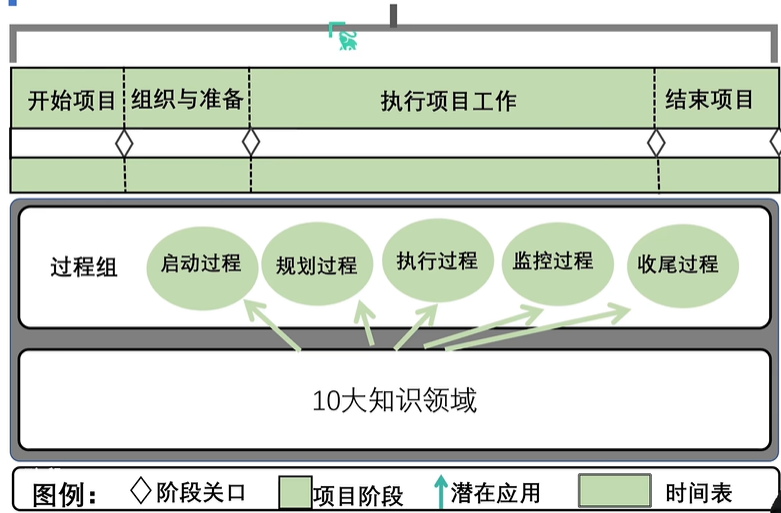 开始项目 组织与准备 执行项目工作 结束项目
过程组 启动过程 规划过程 执行过程 监控过程 收尾过程
10大知识领域
图例： 阶段关口 项目阶段 潜在应用 时间表